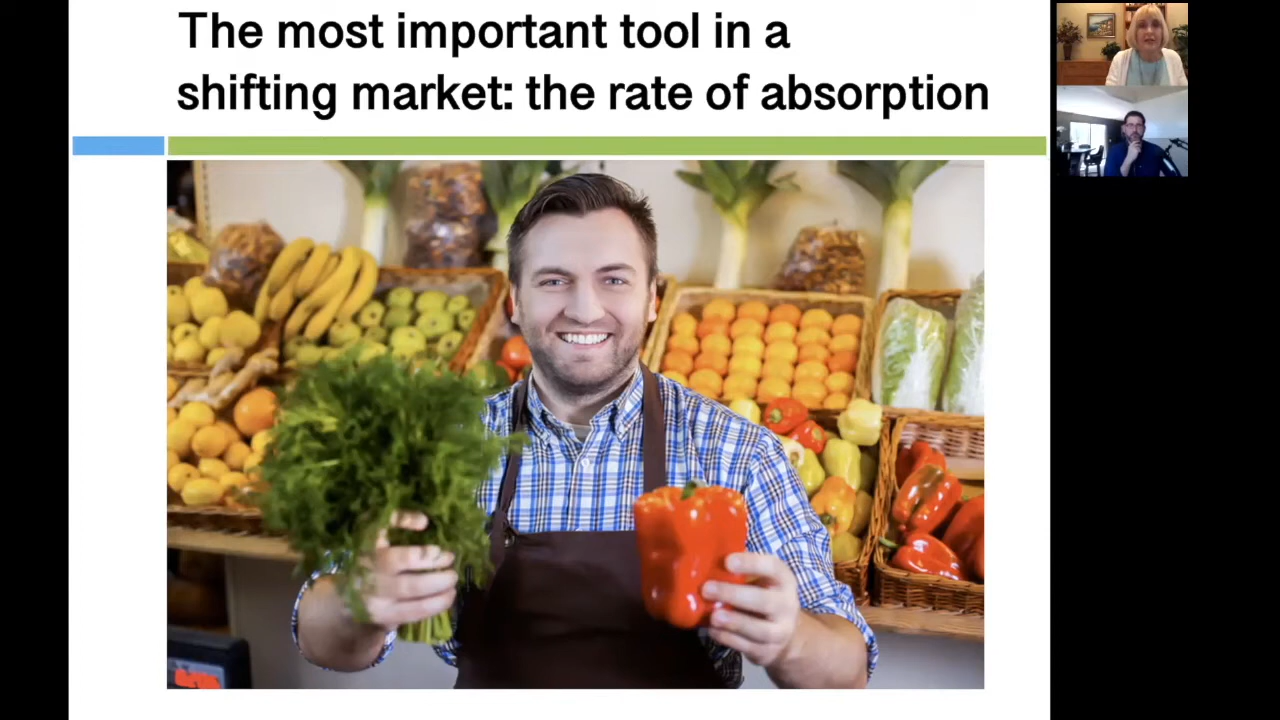 The most important tool in a
shifting market: the rate of absorption